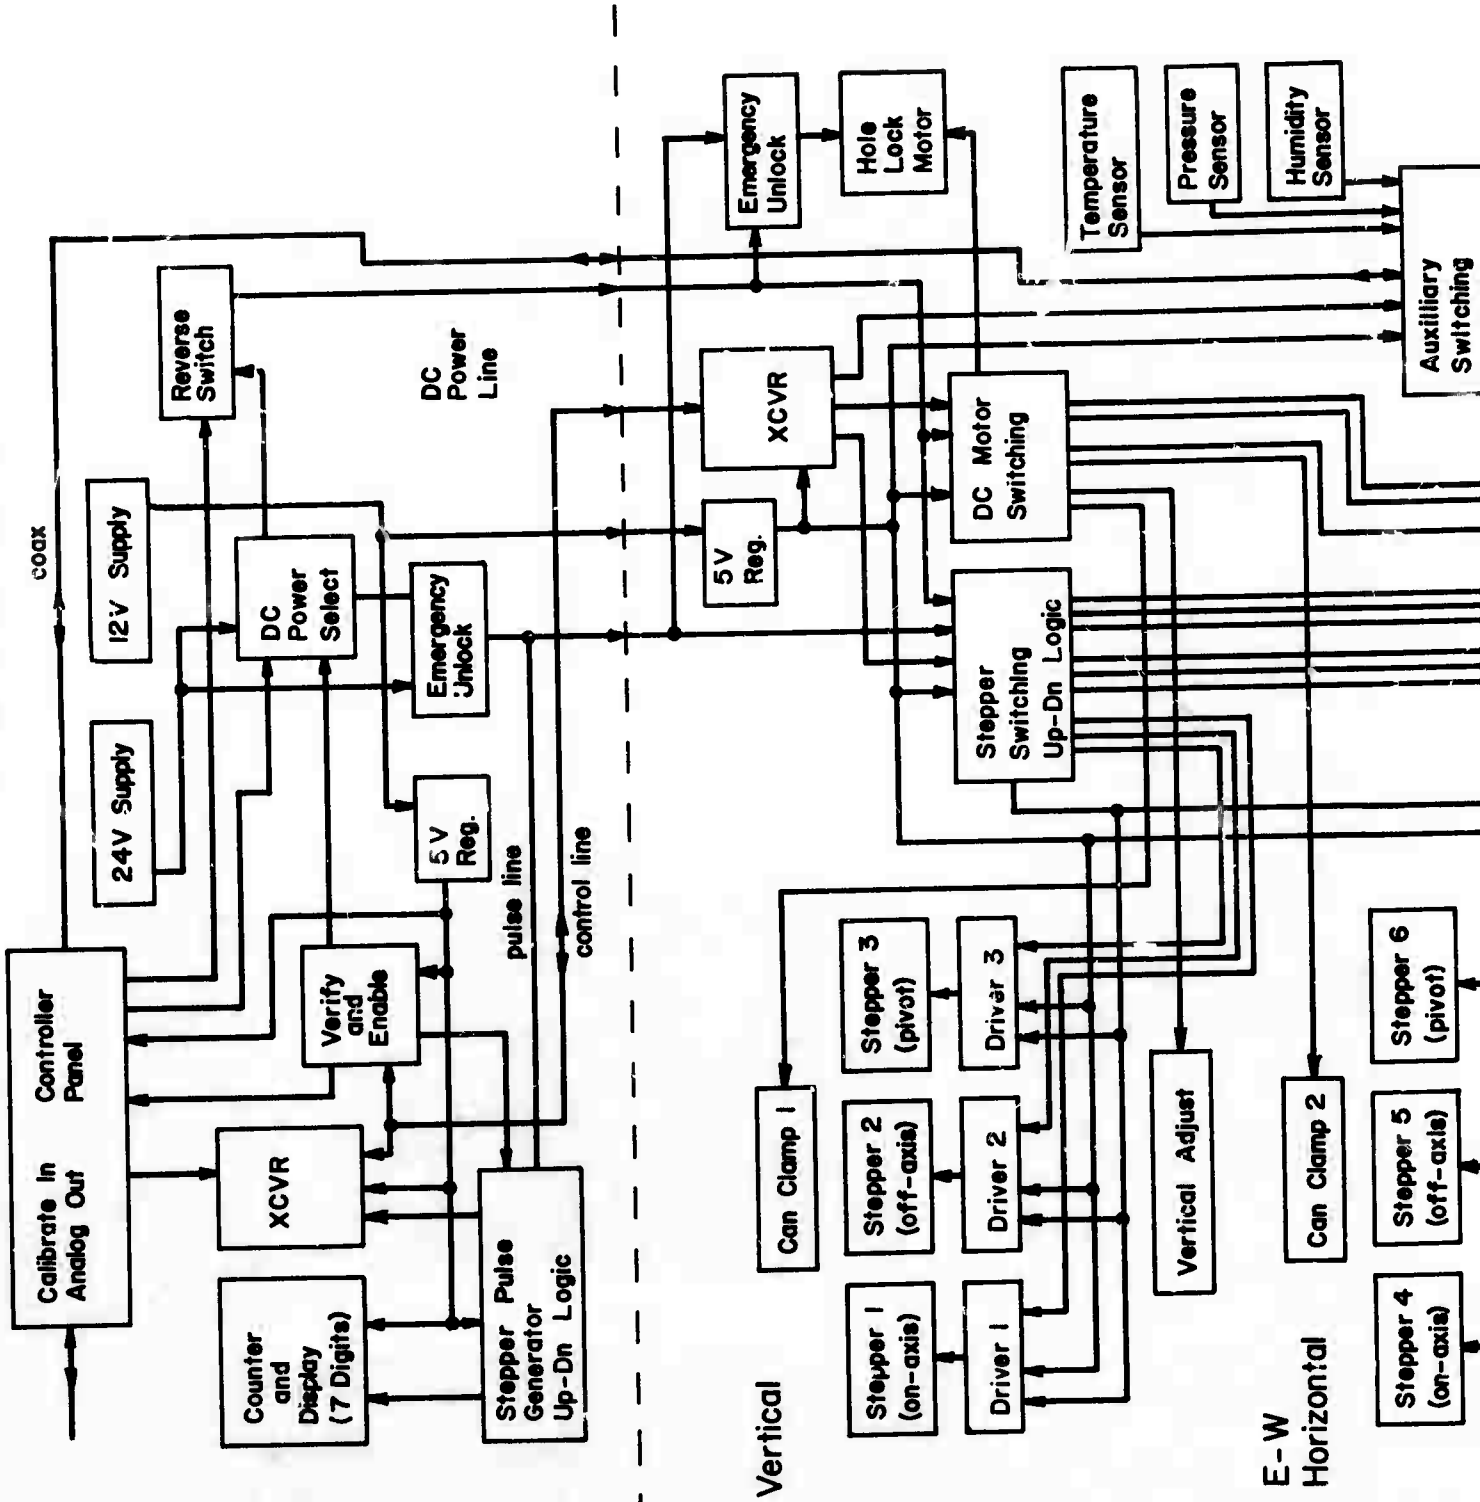 coax
Calibrate In
Analog Out
Controller
Panel
24V Supply
12V Supply
Reverse
Switch
XCVR
Verify
and
Enable
DC
Power
Select
Counter
and
Display
(7 Digits)
Stepper Pulse
Generator
Up-Dn Logic
5V
Reg.
Emergency
Unlock
DC
Power
Line
pulse line
control line
5V
Reg.
XCVR
Emergency
Unlock
Hole
Lock
Motor
Stepper
Switching
Up-Dn Logic
DC Motor
Switching
Temperature
Sensor
Pressure
Sensor
Humidity
Sensor
Auxilliary
Switching
Vertical
Can Clamp 1
Stepper 1
(on-axis)
Stepper 2
(off-axis)
Stepper 3
(pivot)
Driver 1
Driver 2
Driver 3
Vertical Adjust
E-W
Horizontal
Can Clamp 2
Stepper 4
(on-axis)
Stepper 5
(off-axis)
Stepper 6
(pivot)